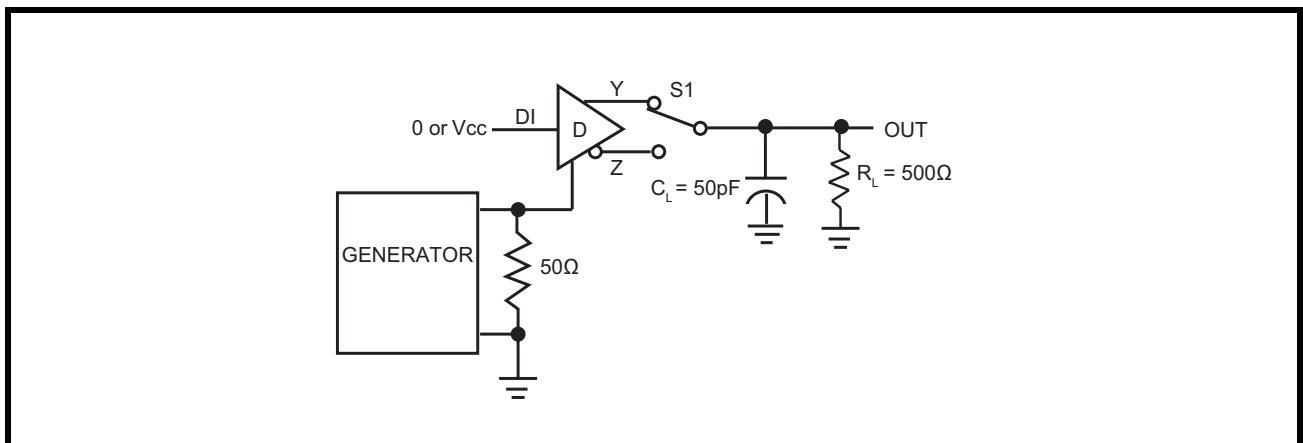 Y
S1
0 or Vcc
DI
D
OUT
Z
C_L = 50pF
R_L = 500Ω
GENERATOR
50Ω